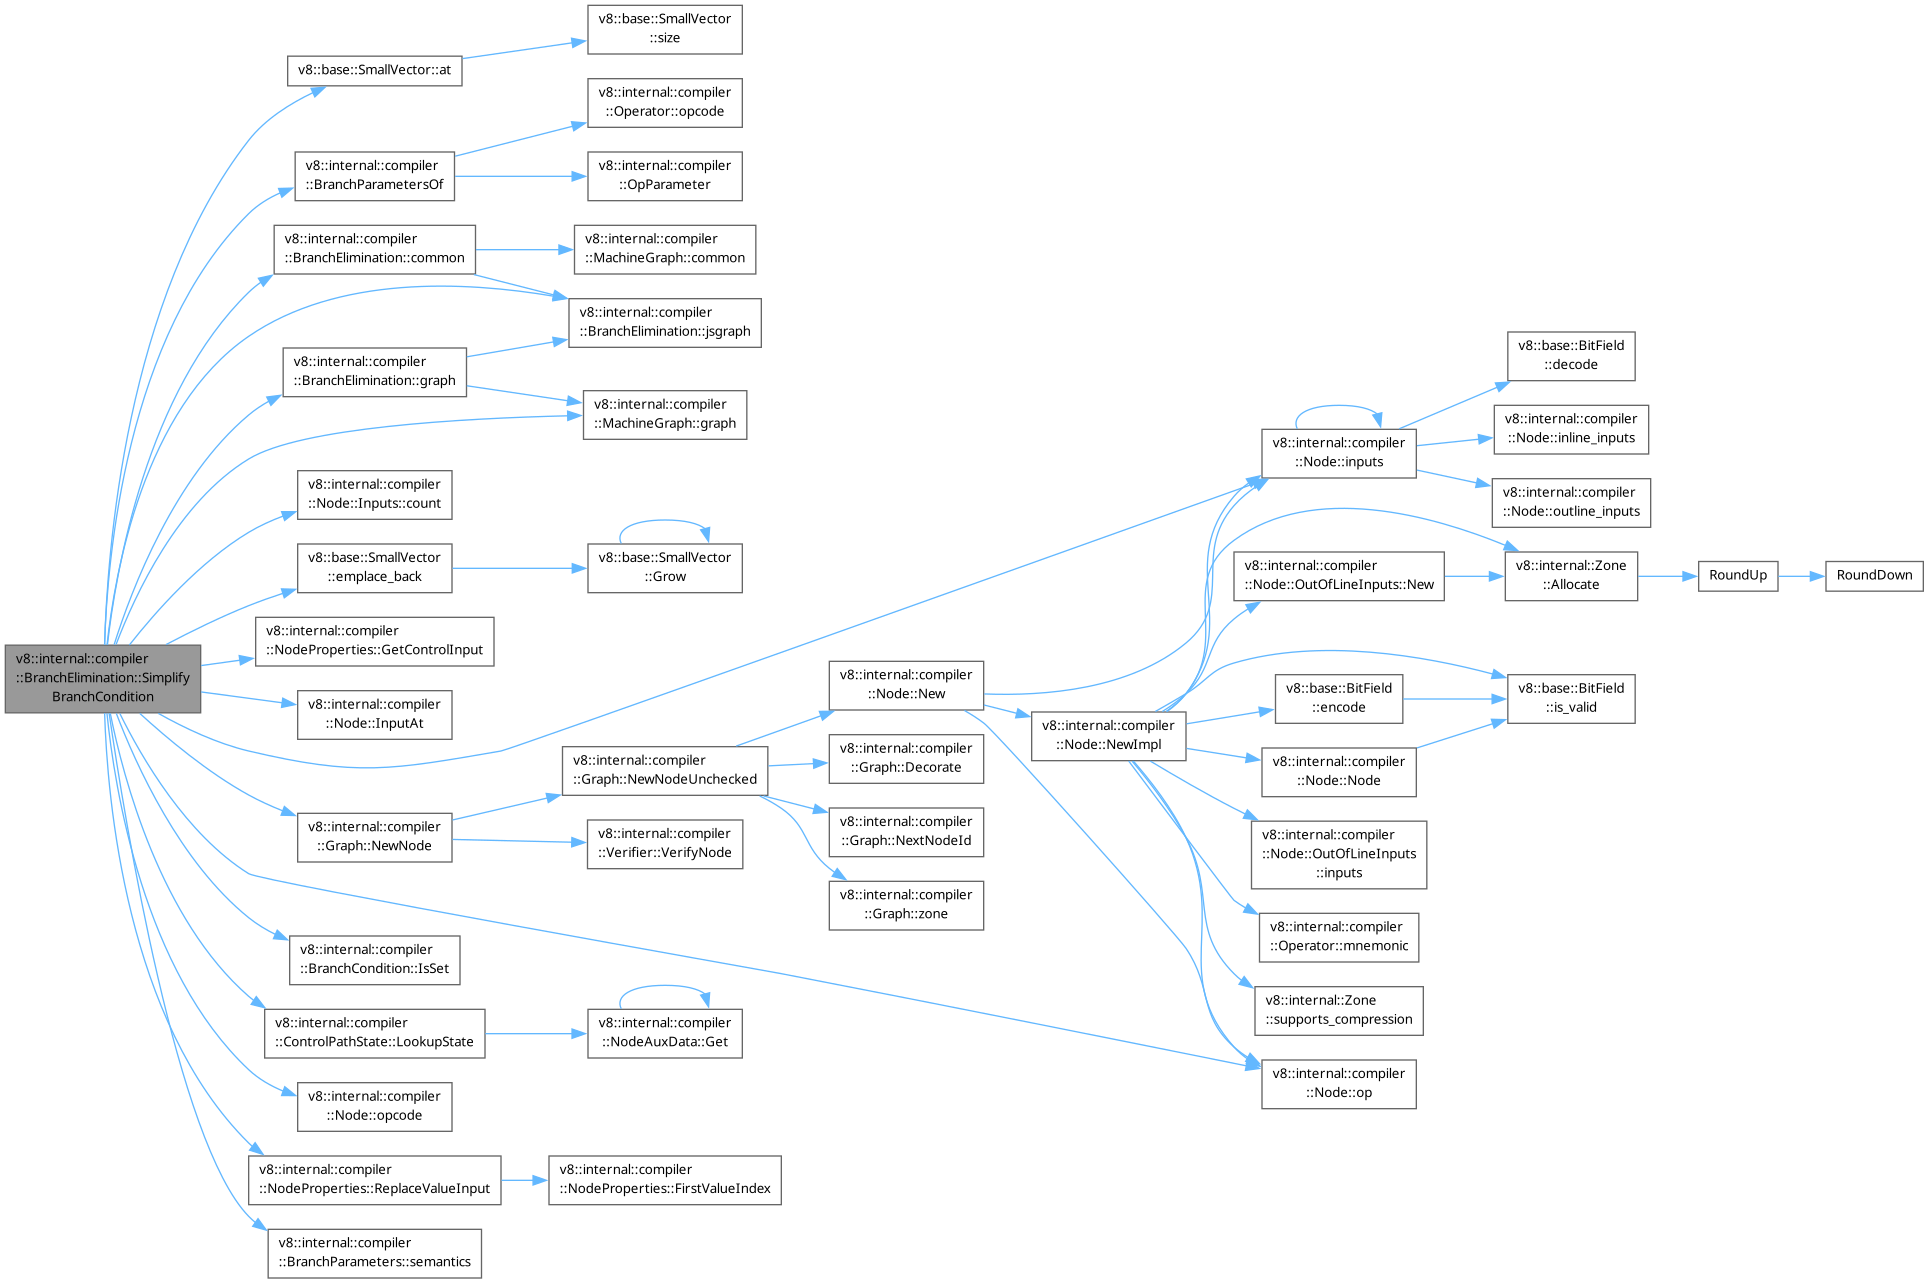 v8::internal::compiler
::BranchElimination::Simplify
BranchCondition
v8::base::SmallVector::at
v8::base::SmallVector
::size
v8::internal::compiler
::BranchParametersOf
v8::internal::compiler
::Operator::opcode
v8::internal::compiler
::OpParameter
v8::internal::compiler
::BranchElimination::common
v8::internal::compiler
::MachineGraph::common
v8::internal::compiler
::BranchElimination::jsgraph
v8::internal::compiler
::BranchElimination::graph
v8::internal::compiler
::MachineGraph::graph
v8::internal::compiler
::Node::Inputs::count
v8::base::SmallVector
::emplace_back
v8::base::SmallVector
::Grow
v8::internal::compiler
::NodeProperties::GetControlInput
v8::internal::compiler
::Node::InputAt
v8::internal::compiler
::Node::inputs
v8::base::BitField
::decode
v8::internal::compiler
::Node::inline_inputs
v8::internal::compiler
::Node::outline_inputs
v8::internal::compiler
::Graph::NewNode
v8::internal::compiler
::Graph::NewNodeUnchecked
v8::internal::compiler
::Verifier::VerifyNode
v8::internal::compiler
::Node::New
v8::internal::compiler
::Graph::Decorate
v8::internal::compiler
::Graph::NextNodeId
v8::internal::compiler
::Graph::zone
v8::internal::compiler
::Node::NewImpl
v8::internal::compiler
::Node::OutOfLineInputs::New
v8::internal::Zone
::Allocate
RoundUp
RoundDown
v8::base::BitField
::encode
v8::base::BitField
::is_valid
v8::internal::compiler
::Node::Node
v8::internal::compiler
::Node::OutOfLineInputs
::inputs
v8::internal::compiler
::Operator::mnemonic
v8::internal::Zone
::supports_compression
v8::internal::compiler
::Node::op
v8::internal::compiler
::BranchCondition::IsSet
v8::internal::compiler
::ControlPathState::LookupState
v8::internal::compiler
::NodeAuxData::Get
v8::internal::compiler
::Node::opcode
v8::internal::compiler
::NodeProperties::ReplaceValueInput
v8::internal::compiler
::NodeProperties::FirstValueIndex
v8::internal::compiler
::BranchParameters::semantics